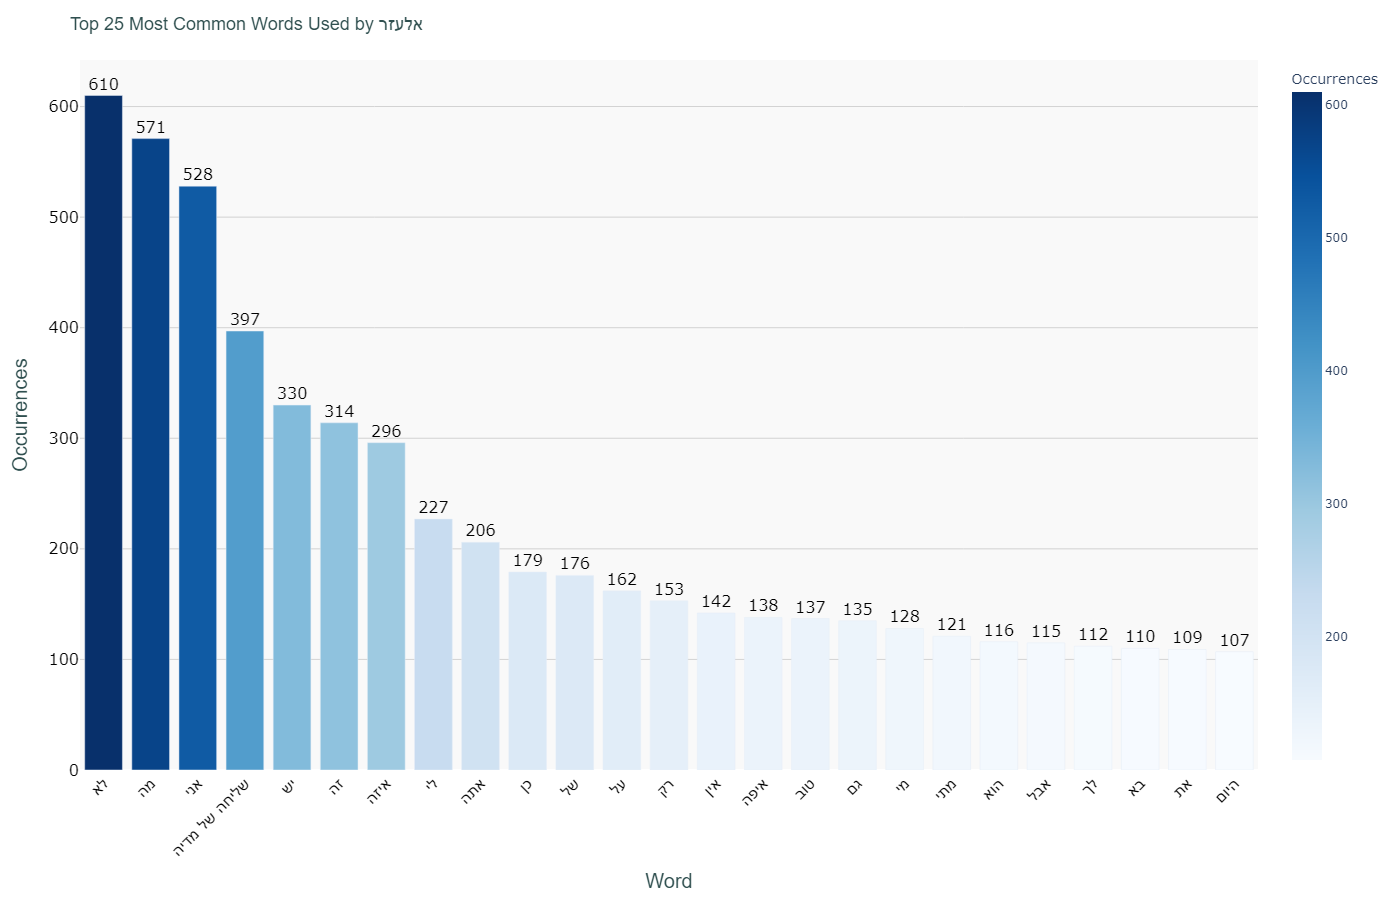 Top 25 Most Common Words Used by אלעזר
Occurrences
600
500
400
300
200
100
0
610
571
528
397
330
314
296
227
206
179
176
162
153
142
138
137
135
128
121
116
115
112
110
109
107
לא
מה
אני
שליחה של מדיה
יש
זה
איזה
לי
אתה
כן
של
על
רק
אין
איפה
טוב
גם
מי
מתי
הוא
אבל
לך
בא
את
היום
Word
Occurrences
600
500
400
300
200